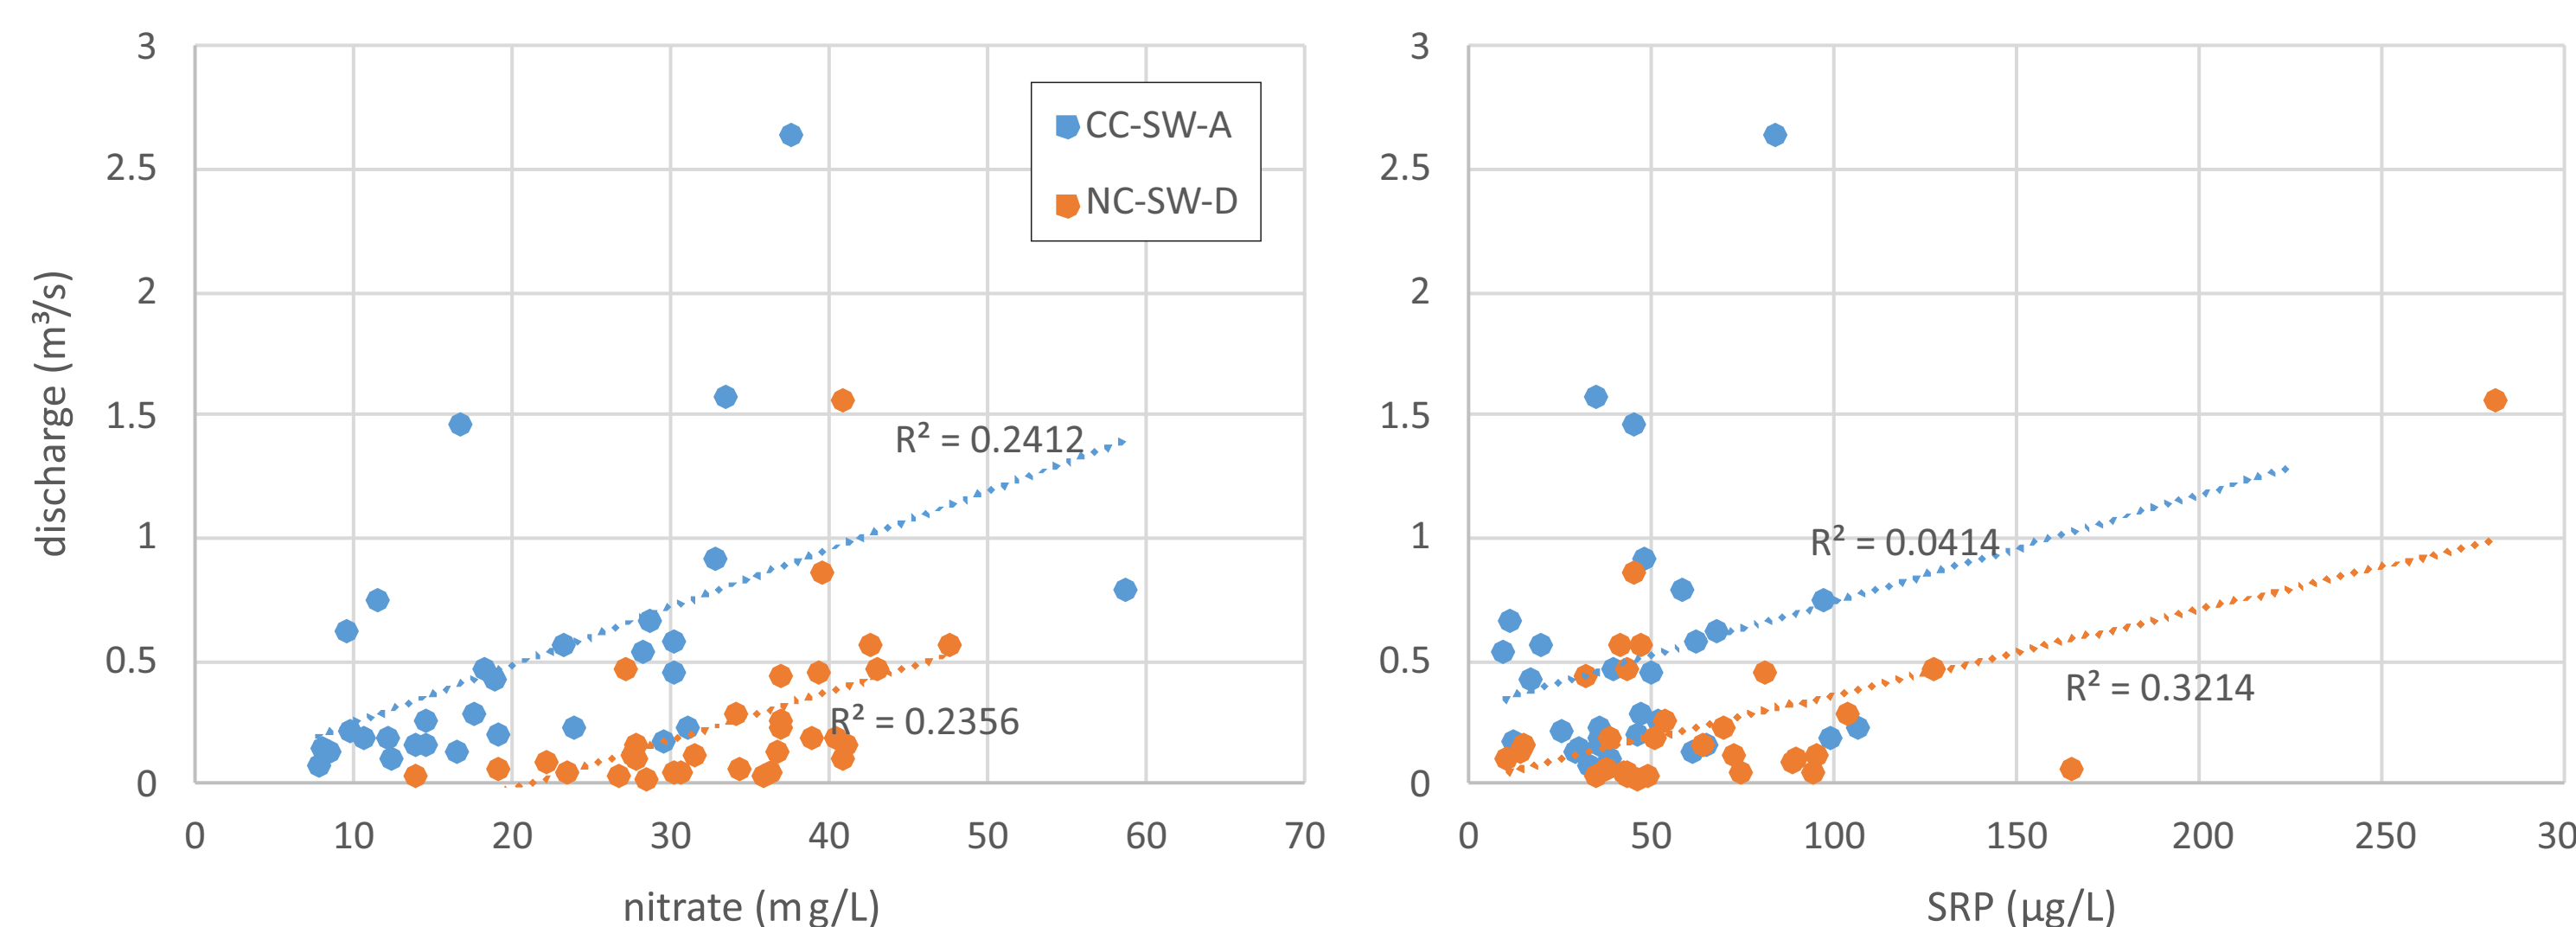 discharge (m³/s)
3
2.5
2
1.5
1
0.5
0
0 10 20 30 40 50 60 70
nitrate (mg/L)
CC-SW-A
NC-SW-D
R² = 0.2412
R² = 0.2356
3
2.5
2
1.5
1
0.5
0
0 50 100 150 200 250 30
SRP (µg/L)
R² = 0.0414
R² = 0.3214